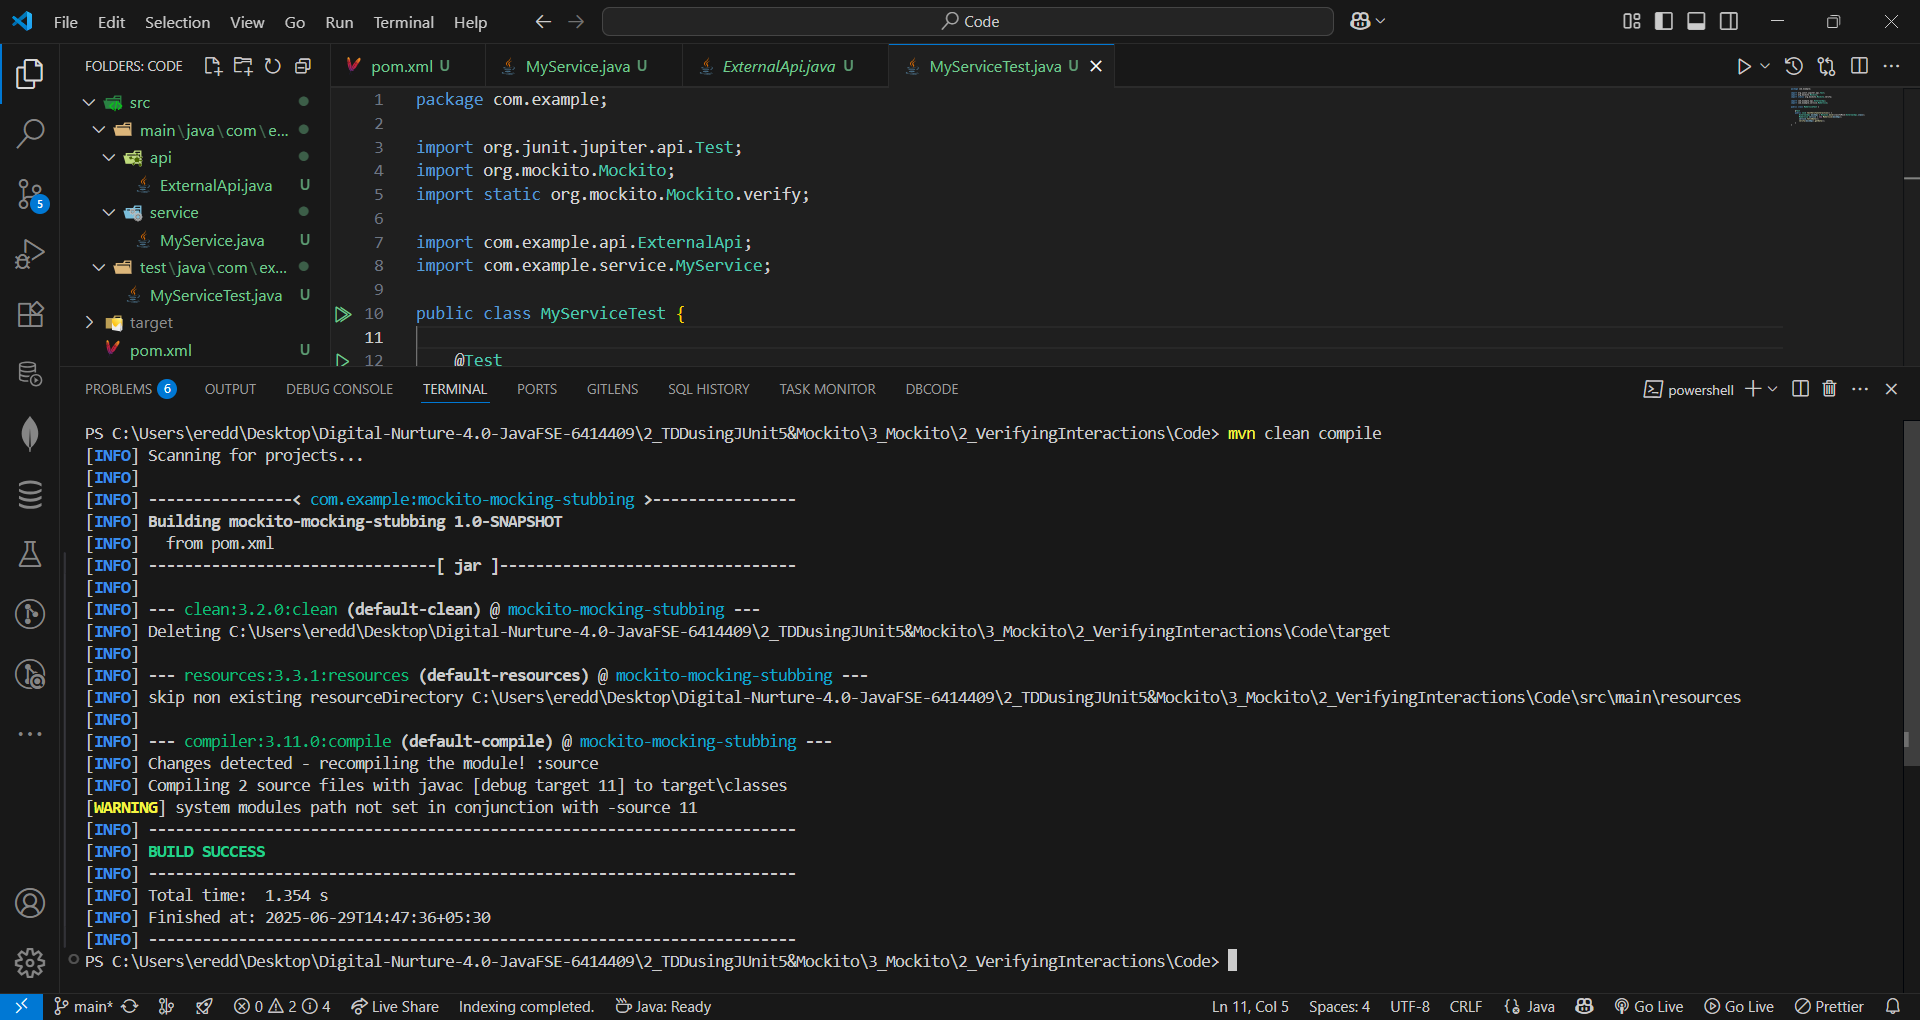 File Edit Selection View Go Run Terminal Help Code
FOLDERS: CODE
src
main\java\com\e...
api
ExternalApi.java U
service
MyService.java U
test\java\com\ex...
MyServiceTest.java U
target
pom.xml U
5
pom.xml U MyService.java U ExternalApi.java U MyServiceTest.java U
1 package com.example;
2
3 import org.junit.jupiter.api.Test;
4 import org.mockito.Mockito;
5 import static org.mockito.Mockito.verify;
6
7 import com.example.api.ExternalApi;
8 import com.example.service.MyService;
9
10 public class MyServiceTest {
11
12 @Test
PROBLEMS 6 OUTPUT DEBUG CONSOLE TERMINAL PORTS GITLENS SQL HISTORY TASK MONITOR DBCODE powershell
PS C:\Users\eredd\Desktop\Digital-Nurture-4.0-JavaFSE-6414409\2_TDDusingJUnit5&Mockito\3_Mockito\2_VerifyingInteractions\Code> mvn clean compile
[INFO] Scanning for projects...
[INFO]
[INFO] ----------------< com.example:mockito-mocking-stubbing >----------------
[INFO] Building mockito-mocking-stubbing 1.0-SNAPSHOT
[INFO]   from pom.xml
[INFO] --------------------------------[ jar ]---------------------------------
[INFO]
[INFO] --- clean:3.2.0:clean (default-clean) @ mockito-mocking-stubbing ---
[INFO] Deleting C:\Users\eredd\Desktop\Digital-Nurture-4.0-JavaFSE-6414409\2_TDDusingJUnit5&Mockito\3_Mockito\2_VerifyingInteractions\Code\target
[INFO]
[INFO] --- resources:3.3.1:resources (default-resources) @ mockito-mocking-stubbing ---
[INFO] skip non existing resourceDirectory C:\Users\eredd\Desktop\Digital-Nurture-4.0-JavaFSE-6414409\2_TDDusingJUnit5&Mockito\3_Mockito\2_VerifyingInteractions\Code\src\main\resources
[INFO]
[INFO] --- compiler:3.11.0:compile (default-compile) @ mockito-mocking-stubbing ---
[INFO] Changes detected - recompiling the module! :source
[INFO] Compiling 2 source files with javac [debug target 11] to target\classes
[WARNING] system modules path not set in conjunction with -source 11
[INFO] ------------------------------------------------------------------------
[INFO] BUILD SUCCESS
[INFO] ------------------------------------------------------------------------
[INFO] Total time:  1.354 s
[INFO] Finished at: 2025-06-29T14:47:36+05:30
[INFO] ------------------------------------------------------------------------
PS C:\Users\eredd\Desktop\Digital-Nurture-4.0-JavaFSE-6414409\2_TDDusingJUnit5&Mockito\3_Mockito\2_VerifyingInteractions\Code>
main* 0 2 4 Live Share Indexing completed. Java: Ready Ln 11, Col 5 Spaces: 4 UTF-8 CRLF {} Java Go Live Go Live Prettier